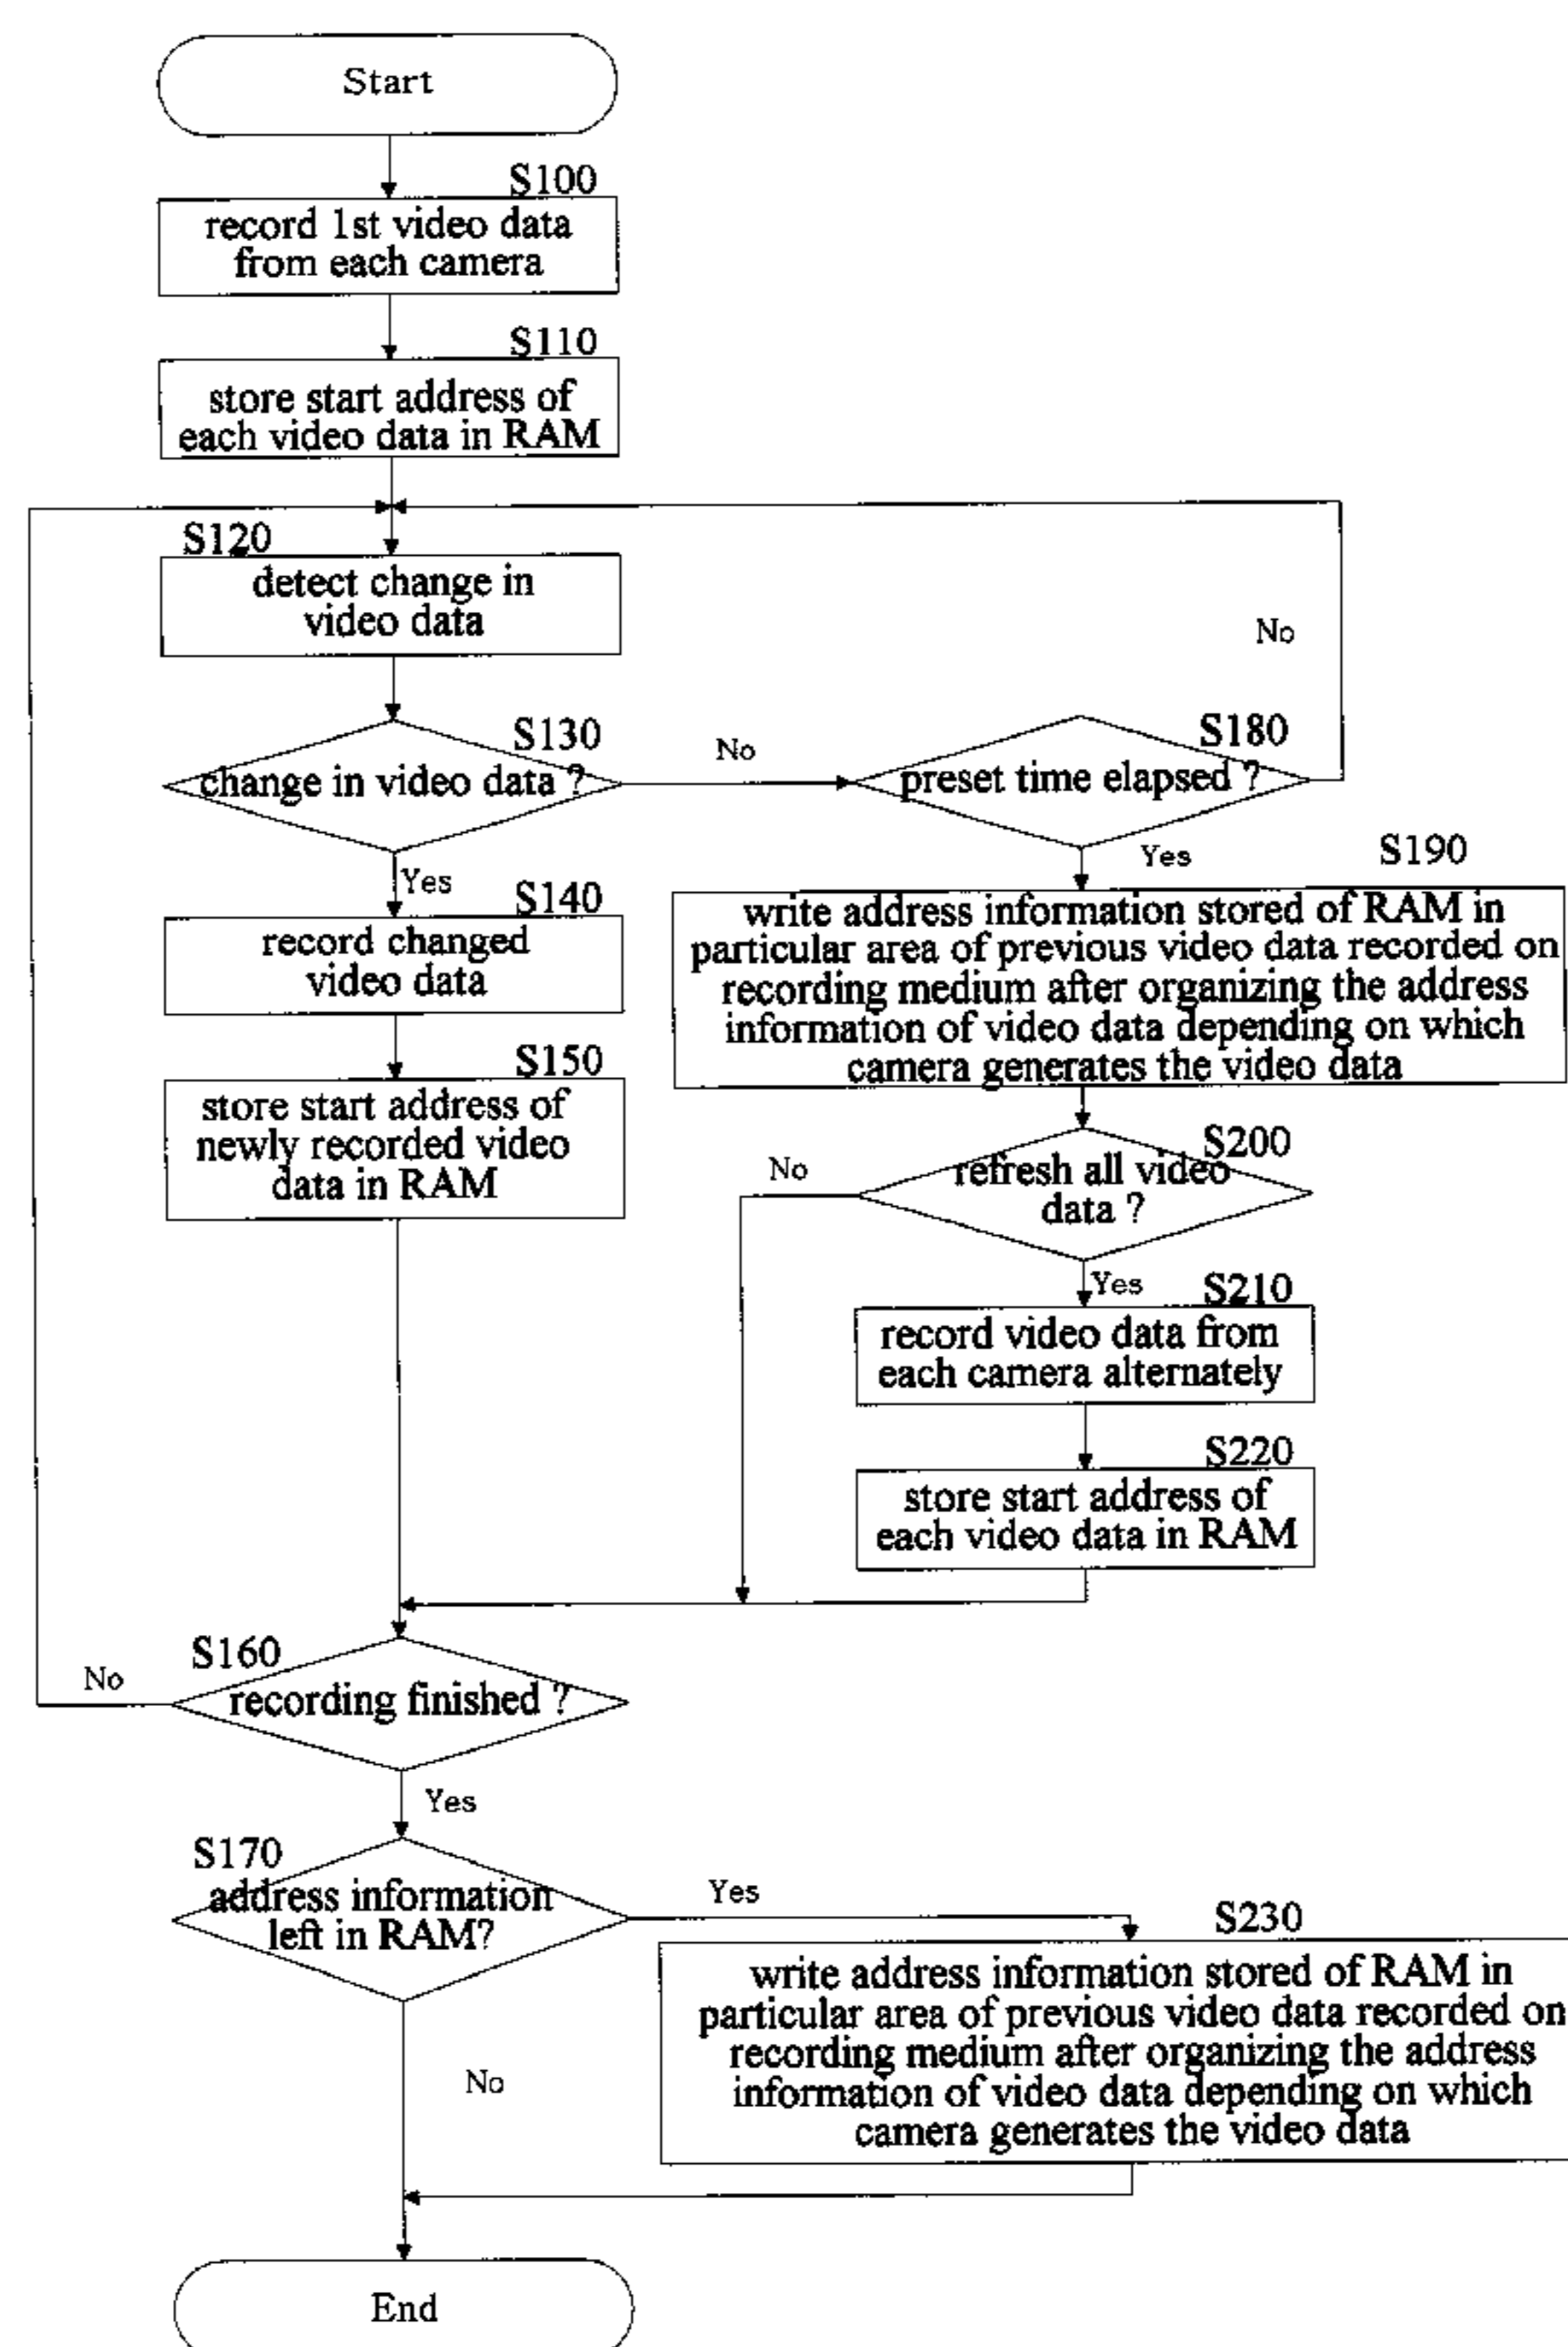 Start
S100
record 1st video data
from each camera
S110
store start address of
each video data in RAM
S120
detect change in
video data
No
S130
change in video data ?
No
S180
preset time elapsed ?
Yes
S140
record changed
video data
Yes
S190
write address information stored of RAM in
particular area of previous video data recorded on
recording medium after organizing the address
information of video data depending on which
camera generates the video data
S150
store start address of
newly recorded video
data in RAM
S200
refresh all video
data ?
No
Yes
S210
record video data from
each camera alternately
S220
store start address of
each video data in RAM
S160
recording finished ?
No
Yes
S170
address information
left in RAM?
Yes
No
S230
write address information stored of RAM in
particular area of previous video data recorded on
recording medium after organizing the address
information of video data depending on which
camera generates the video data
End